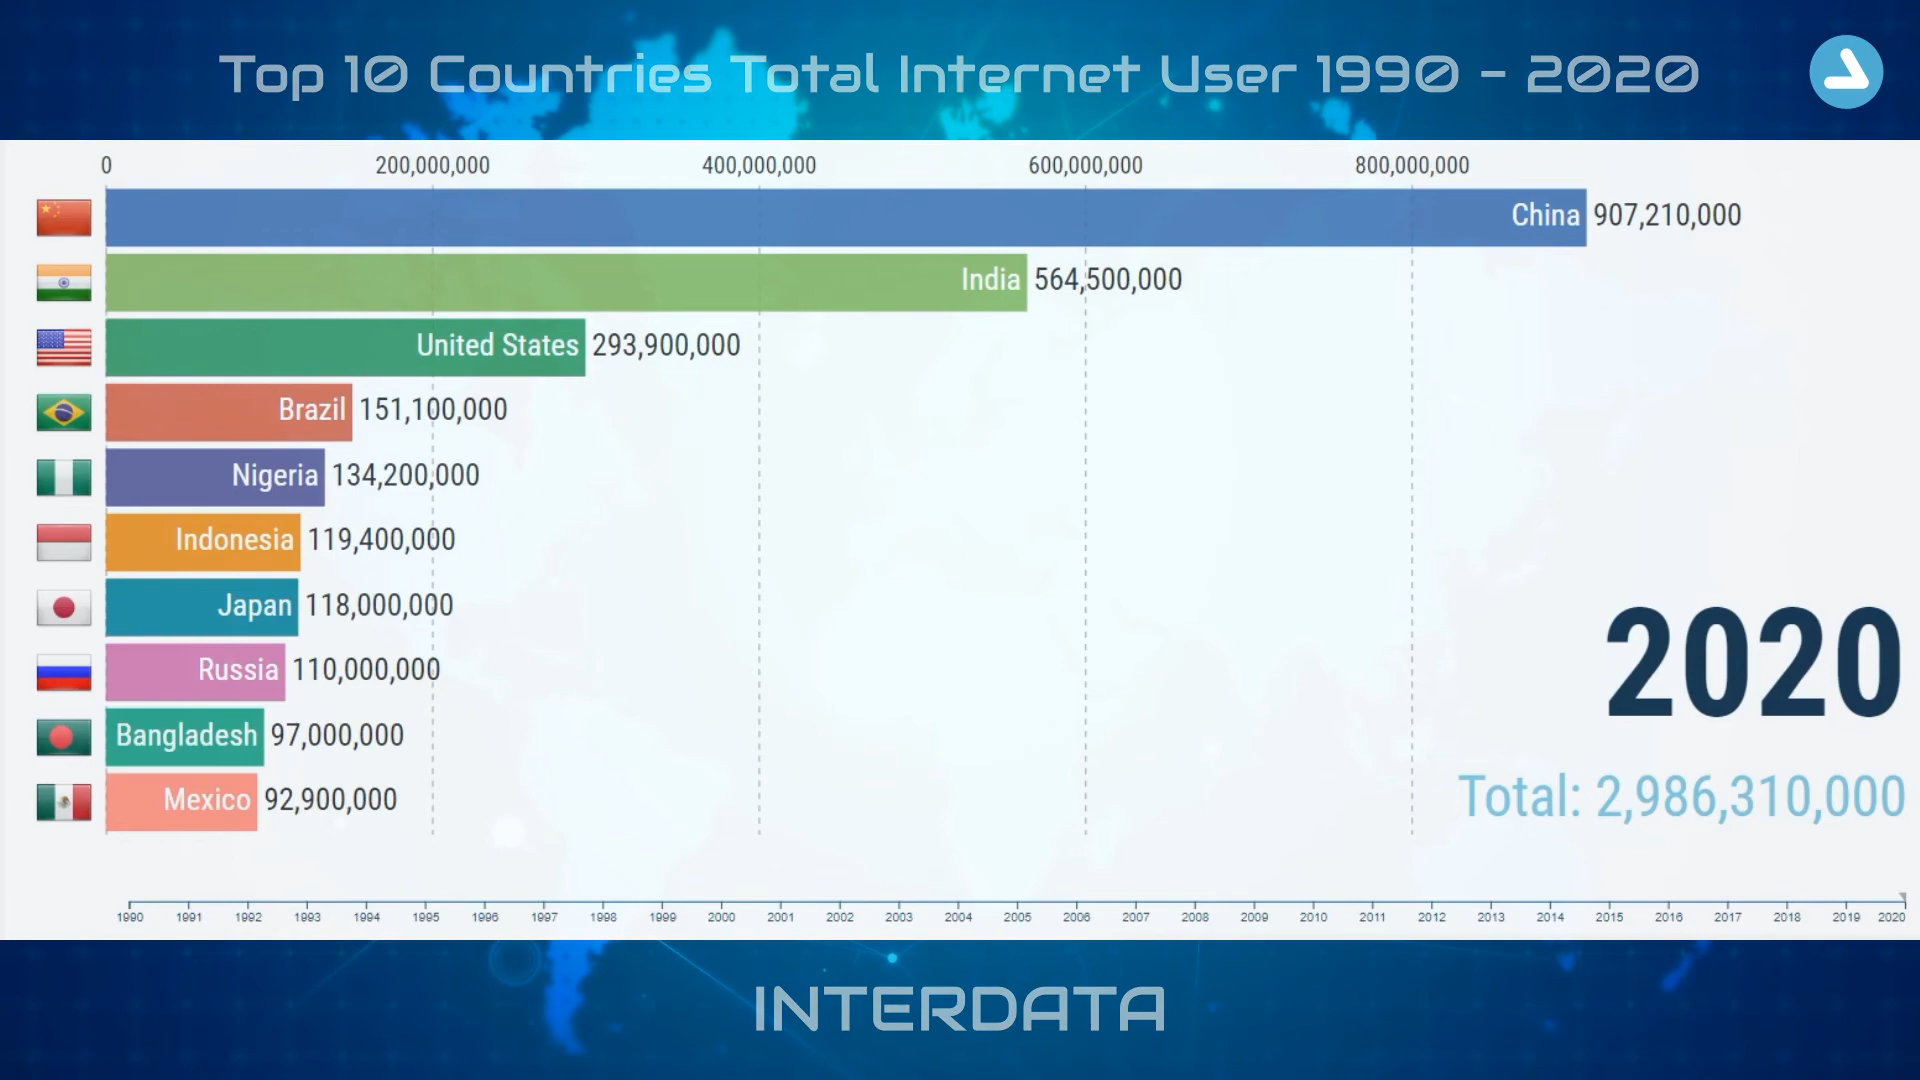 Top 10 Countries Total Internet User 1990 - 2020
0 200,000,000 400,000,000 600,000,000 800,000,000
China 907,210,000
India 564,500,000
United States 293,900,000
Brazil 151,100,000
Nigeria 134,200,000
Indonesia 119,400,000
Japan 118,000,000
Russia 110,000,000
Bangladesh 97,000,000
Mexico 92,900,000
2020
Total: 2,986,310,000
1990 1991 1992 1993 1994 1995 1996 1997 1998 1999 2000 2001 2002 2003 2004 2005 2006 2007 2008 2009 2010 2011 2012 2013 2014 2015 2016 2017 2018 2019 2020
INTERDATA